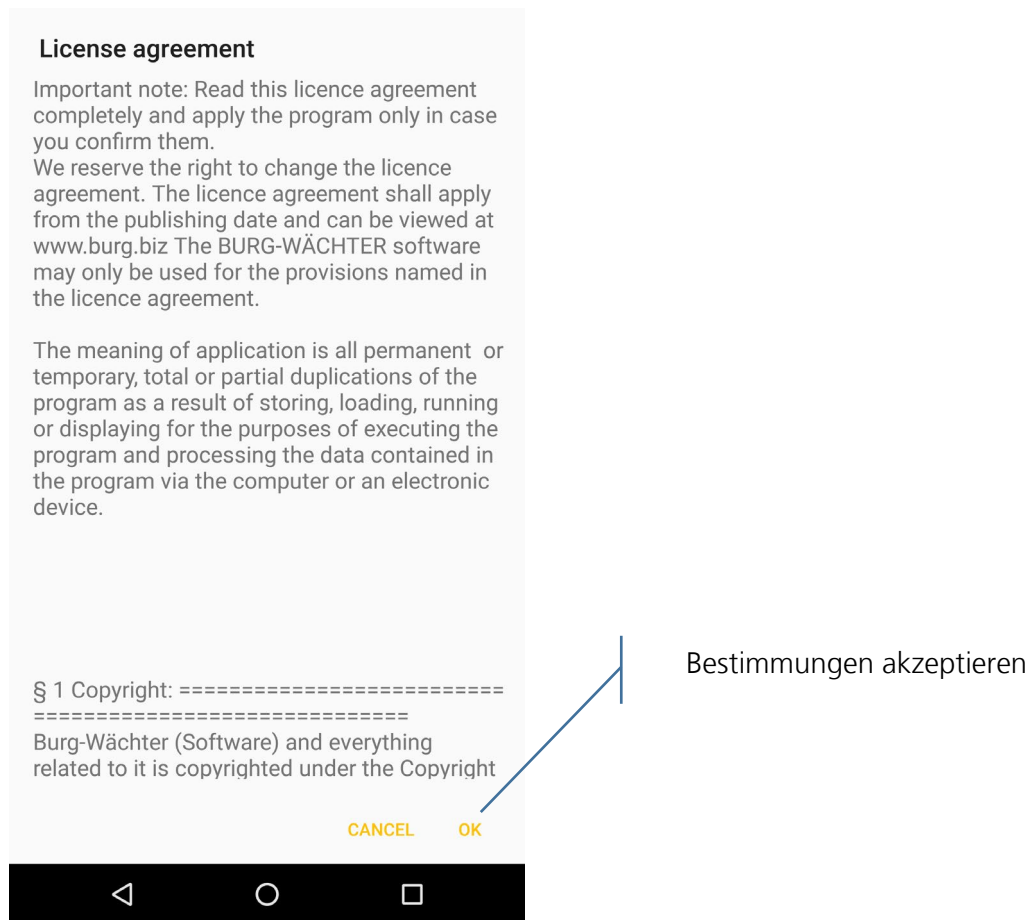 License agreement
Important note: Read this licence agreement
completely and apply the program only in case
you confirm them.
We reserve the right to change the licence
agreement. The licence agreement shall apply
from the publishing date and can be viewed at
www.burg.biz The BURG-WÄCHTER software
may only be used for the provisions named in
the licence agreement.
The meaning of application is all permanent  or
temporary, total or partial duplications of the
program as a result of storing, loading, running
or displaying for the purposes of executing the
program and processing the data contained in
the program via the computer or an electronic
device.
Bestimmungen akzeptieren
§ 1 Copyright: ==========================
==============================
Burg-Wächter (Software) and everything
related to it is copyrighted under the Copyright
CANCEL OK